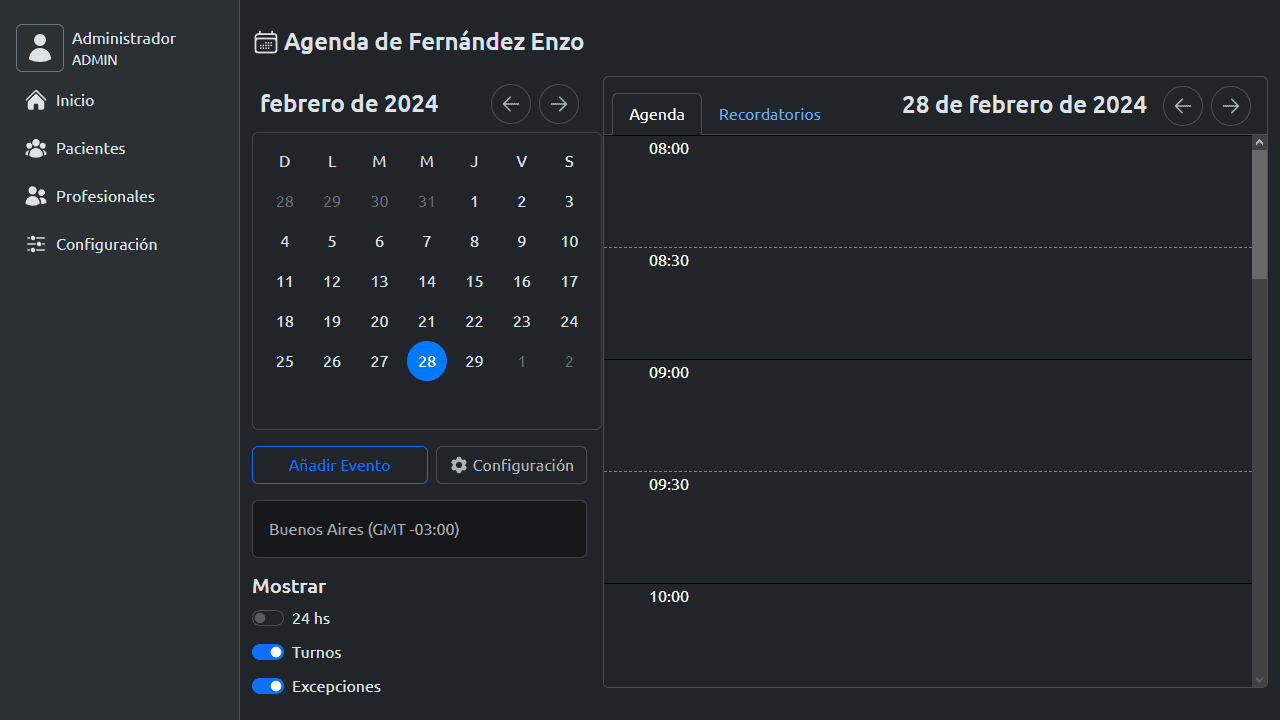 Administrador
ADMIN
Inicio
Pacientes
Profesionales
Configuración
Agenda de Fernández Enzo
febrero de 2024
D L M M J V S
28 29 30 31 1 2 3
4 5 6 7 8 9 10
11 12 13 14 15 16 17
18 19 20 21 22 23 24
25 26 27 28 29 1 2
Añadir Evento
Configuración
Buenos Aires (GMT -03:00)
Mostrar
24 hs
Turnos
Excepciones
Agenda
Recordatorios
28 de febrero de 2024
08:00
08:30
09:00
09:30
10:00